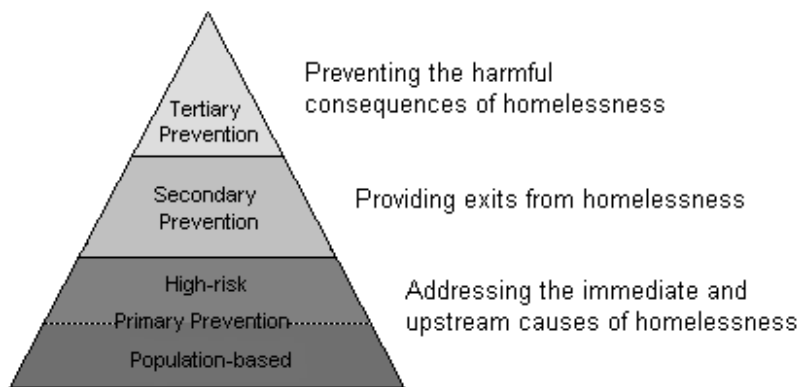 Tertiary
Prevention
Preventing the harmful
consequences of homelessness
Secondary
Prevention
Providing exits from homelessness
High-risk
Primary Prevention
Population-based
Addressing the immediate and
upstream causes of homelessness